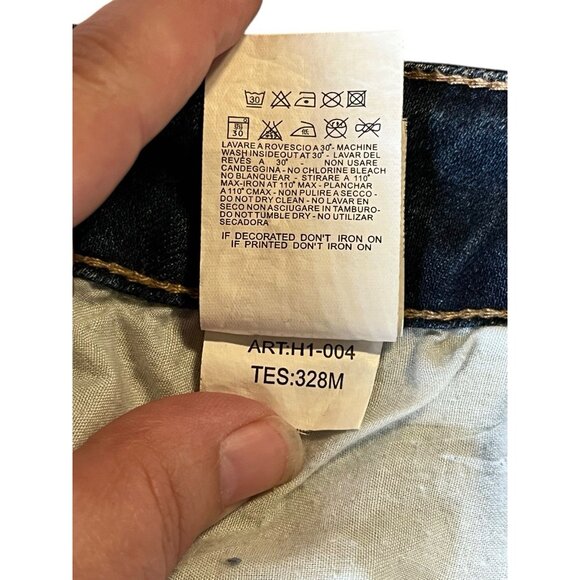 30
30
LAVARE A ROVESCIO A 30° - MACHINE
WASH INSIDEOUT AT 30° - LAVAR DEL
REVÉS A 30° - NON USARE
CANDEGGINA - NO CHLORINE BLEACH
NO BLANQUEAR - STIRARE A 110°
MAX-IRON AT 110° MAX - PLANCHAR
A 110° CMAX - NON PULIRE A SECCO -
DO NOT DRY CLEAN - NO LAVAR EN
SECO NON ASCIUGARE IN TAMBURO-
DO NOT TUMBLE DRY - NO UTILIZAR
SECADORA
IF DECORATED DON'T IRON ON
IF PRINTED DON'T IRON ON
ART:H1-004
TES:328M